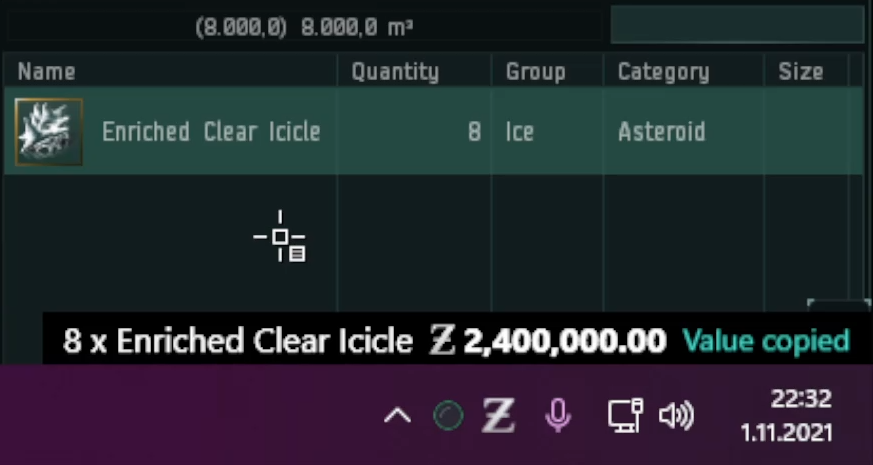 (8.000,0) 8.000,0 m³
Name Quantity Group Category Size
Enriched Clear Icicle 8 Ice Asteroid
8 x Enriched Clear Icicle Ƶ 2,400,000.00 Value copied
Ƶ 22:32
1.11.2021